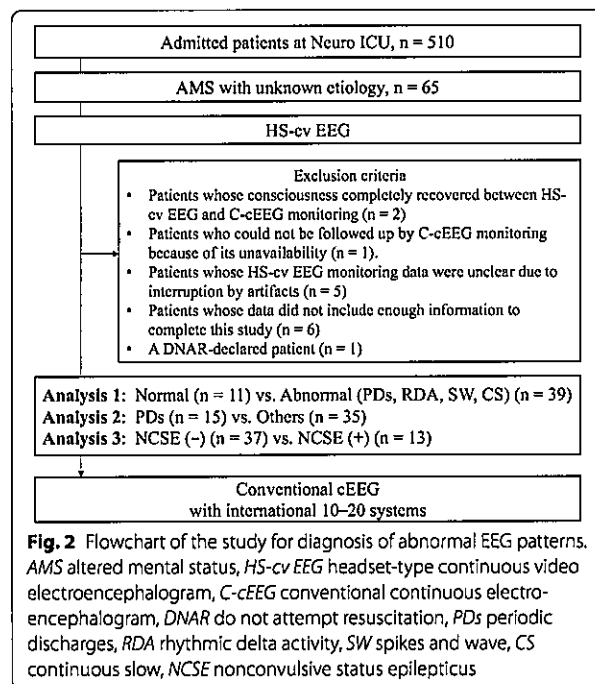 Admitted patients at Neuro ICU, n = 510
AMS with unknown etiology, n = 65
HS-cv EEG
Exclusion criteria
• Patients whose consciousness completely recovered between HS-
cv EEG and C-cEEG monitoring (n = 2)
• Patients who could not be followed up by C-cEEG monitoring
because of its unavailability (n = 1).
• Patients whose HS-cv EEG monitoring data were unclear due to
interruption by artifacts (n = 5)
• Patients whose data did not include enough information to
complete this study (n = 6)
• A DNAR-declared patient (n = 1)
Analysis 1: Normal (n = 11) vs. Abnormal (PDs, RDA, SW, CS) (n = 39)
Analysis 2: PDs (n = 15) vs. Others (n = 35)
Analysis 3: NCSE (–) (n = 37) vs. NCSE (+) (n = 13)
Conventional cEEG
with international 10–20 systems
Fig. 2 Flowchart of the study for diagnosis of abnormal EEG patterns.
AMS altered mental status, HS-cv EEG headset-type continuous video
electroencephalogram, C-cEEG conventional continuous electro-
encephalogram, DNAR do not attempt resuscitation, PDs periodic
discharges, RDA rhythmic delta activity, SW spikes and wave, CS
continuous slow, NCSE nonconvulsive status epilepticus